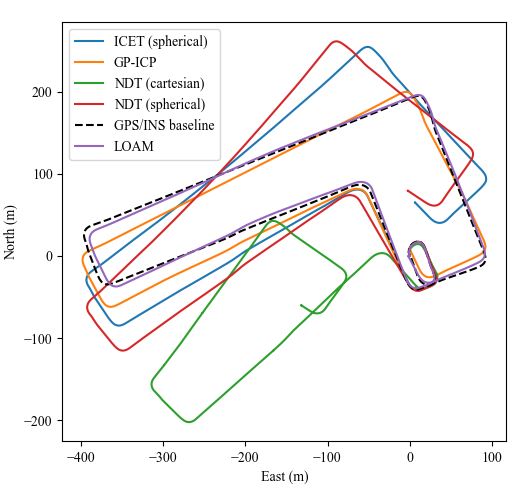 ICET (spherical)
GP-ICP
NDT (cartesian)
NDT (spherical)
GPS/INS baseline
LOAM
North (m)
200
100
0
−100
−200
−400 −300 −200 −100 0 100
East (m)